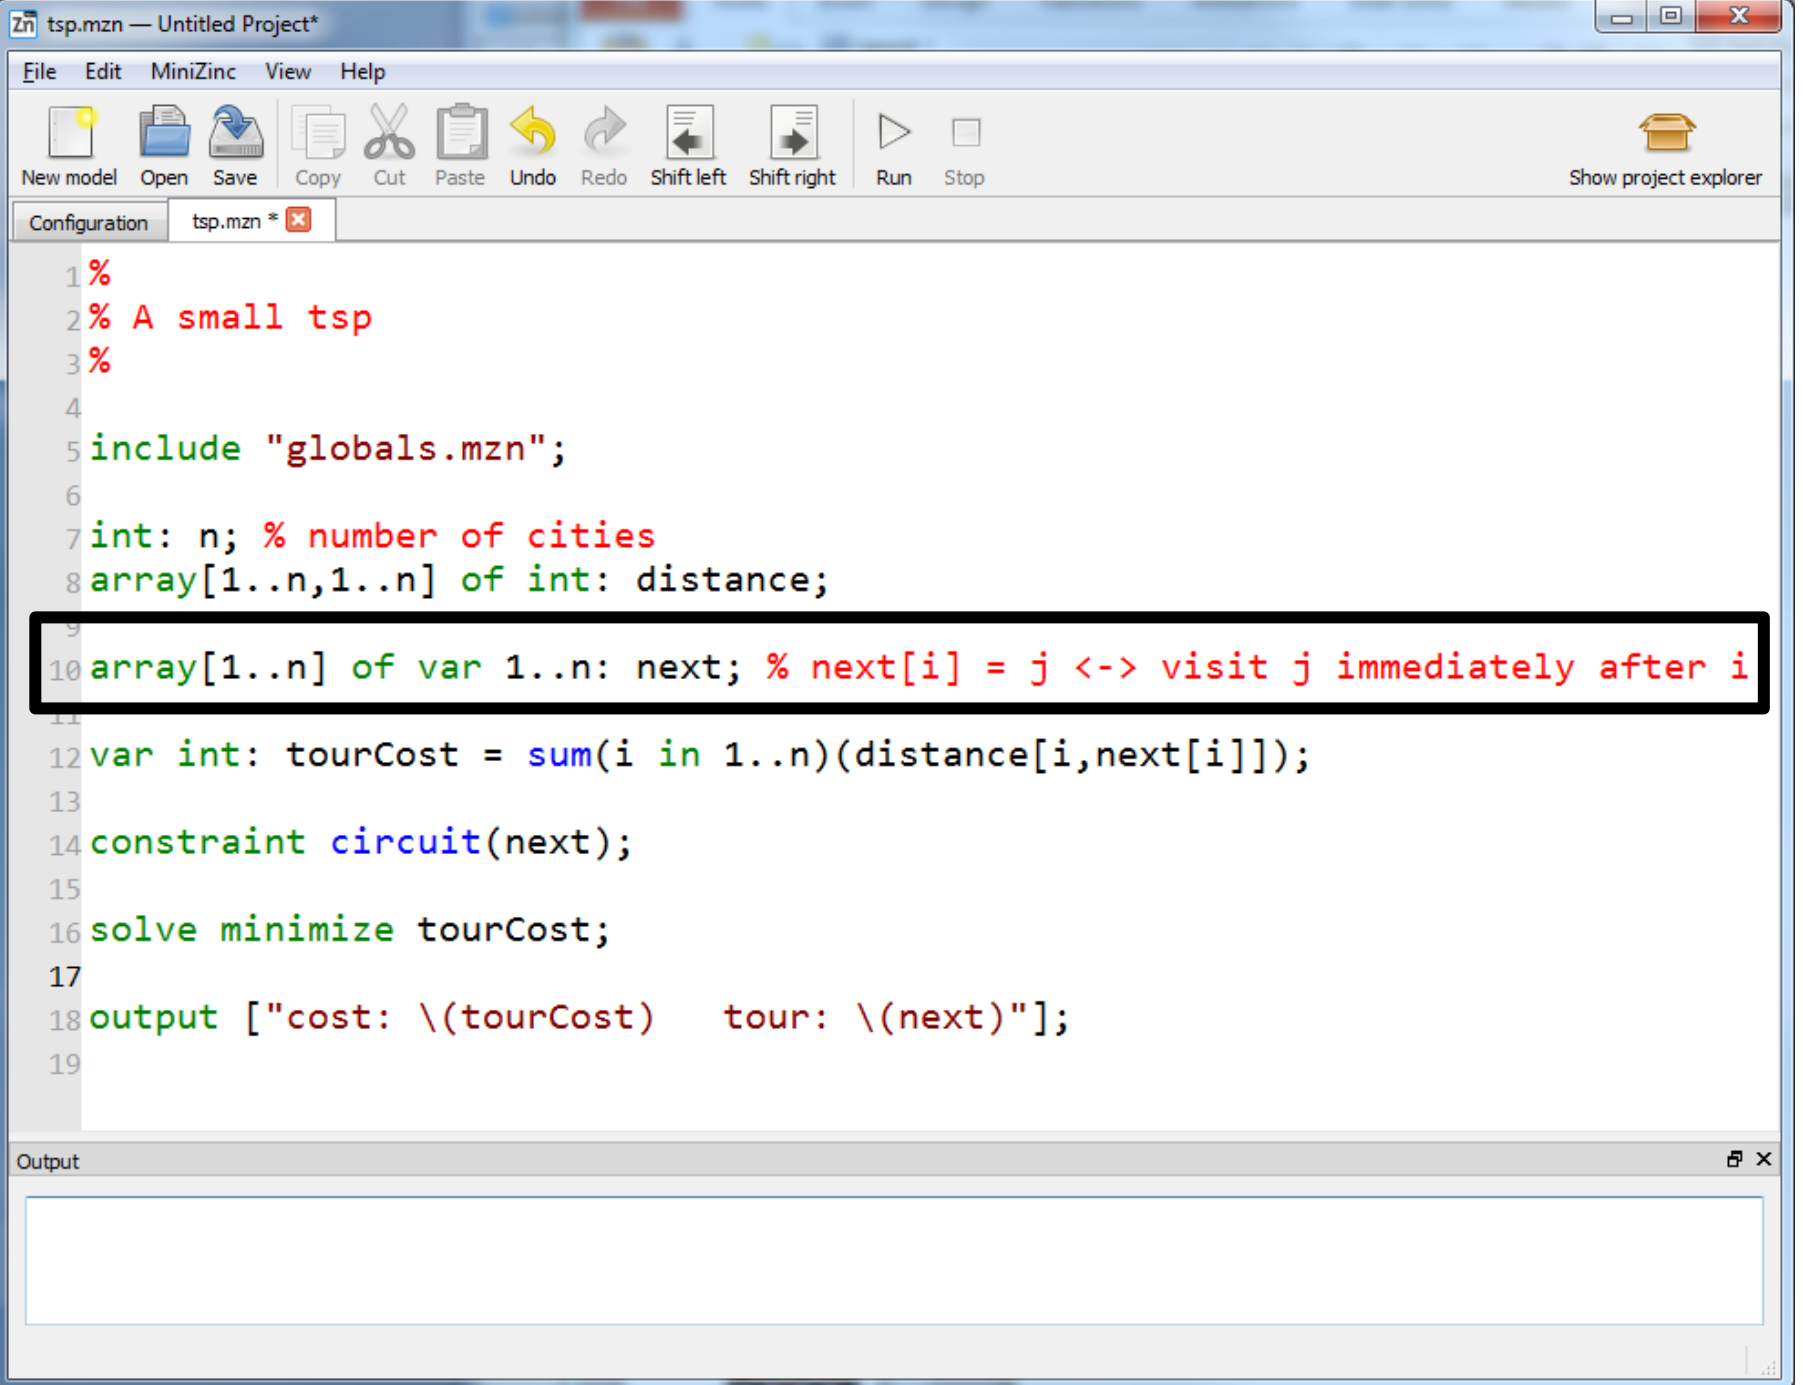 Zn tsp.mzn — Untitled Project*
File Edit MiniZinc View Help
New model Open Save Copy Cut Paste Undo Redo Shift left Shift right Run Stop Show project explorer
Configuration tsp.mzn *
1 %
2 % A small tsp
3 %
4
5 include "globals.mzn";
6
7 int: n; % number of cities
8 array[1..n,1..n] of int: distance;
9
10 array[1..n] of var 1..n: next; % next[i] = j <-> visit j immediately after i
11
12 var int: tourCost = sum(i in 1..n)(distance[i,next[i]]);
13
14 constraint circuit(next);
15
16 solve minimize tourCost;
17
18 output ["cost: \(tourCost)   tour: \(next)"];
19
Output